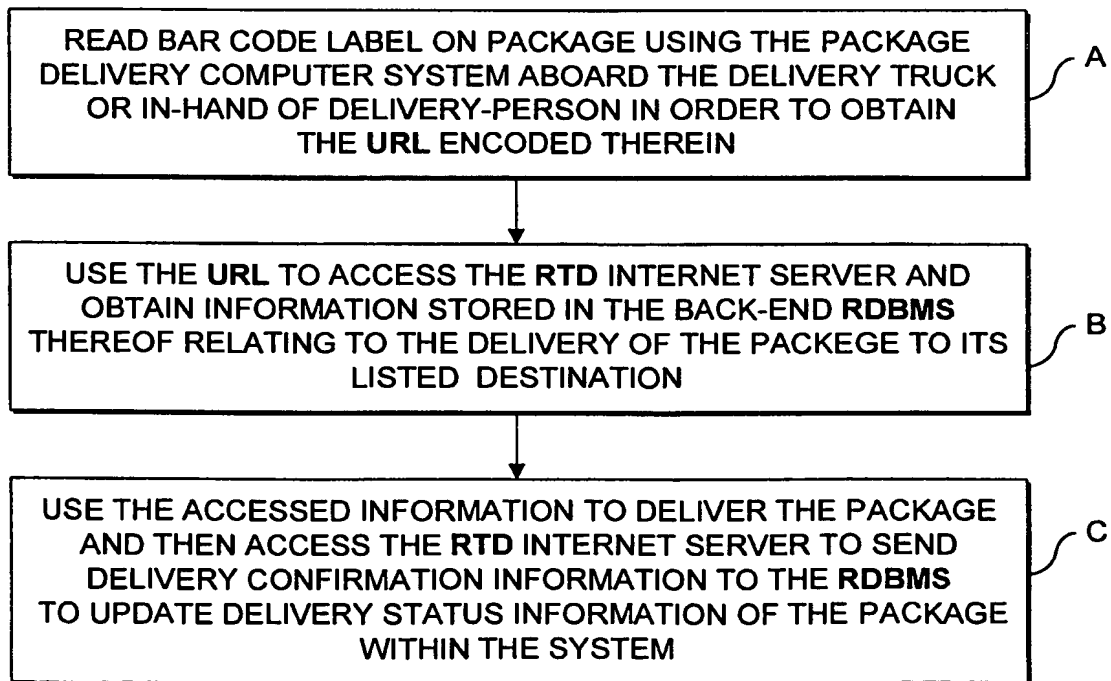 READ BAR CODE LABEL ON PACKAGE USING THE PACKAGE
DELIVERY COMPUTER SYSTEM ABOARD THE DELIVERY TRUCK
OR IN-HAND OF DELIVERY-PERSON IN ORDER TO OBTAIN
THE URL ENCODED THEREIN
A
USE THE URL TO ACCESS THE RTD INTERNET SERVER AND
OBTAIN INFORMATION STORED IN THE BACK-END RDBMS
THEREOF RELATING TO THE DELIVERY OF THE PACKEGE TO ITS
LISTED DESTINATION
B
USE THE ACCESSED INFORMATION TO DELIVER THE PACKAGE
AND THEN ACCESS THE RTD INTERNET SERVER TO SEND
DELIVERY CONFIRMATION INFORMATION TO THE RDBMS
TO UPDATE DELIVERY STATUS INFORMATION OF THE PACKAGE
WITHIN THE SYSTEM
C